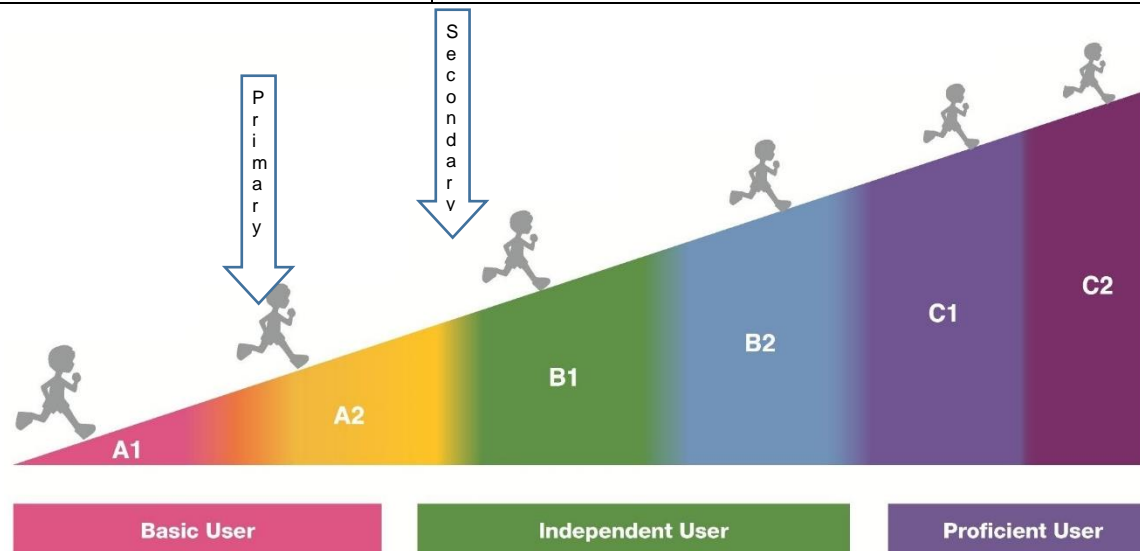 Primary
Secondary
A1
A2
B1
B2
C1
C2
Basic User
Independent User
Proficient User